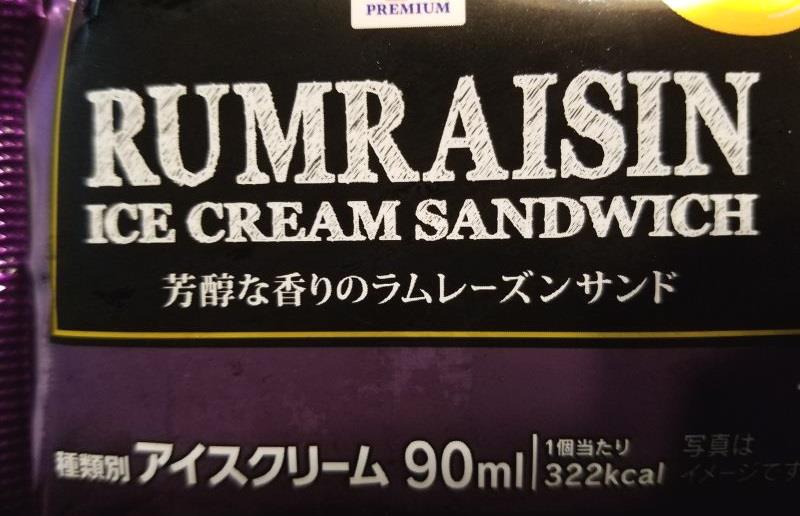 PREMIUM
RUMRAISIN
ICE CREAM SANDWICH
芳醇な香りのラムレーズンサンド
種類別 アイスクリーム 90ml
1個当たり
322kcal
写真は
イメージです